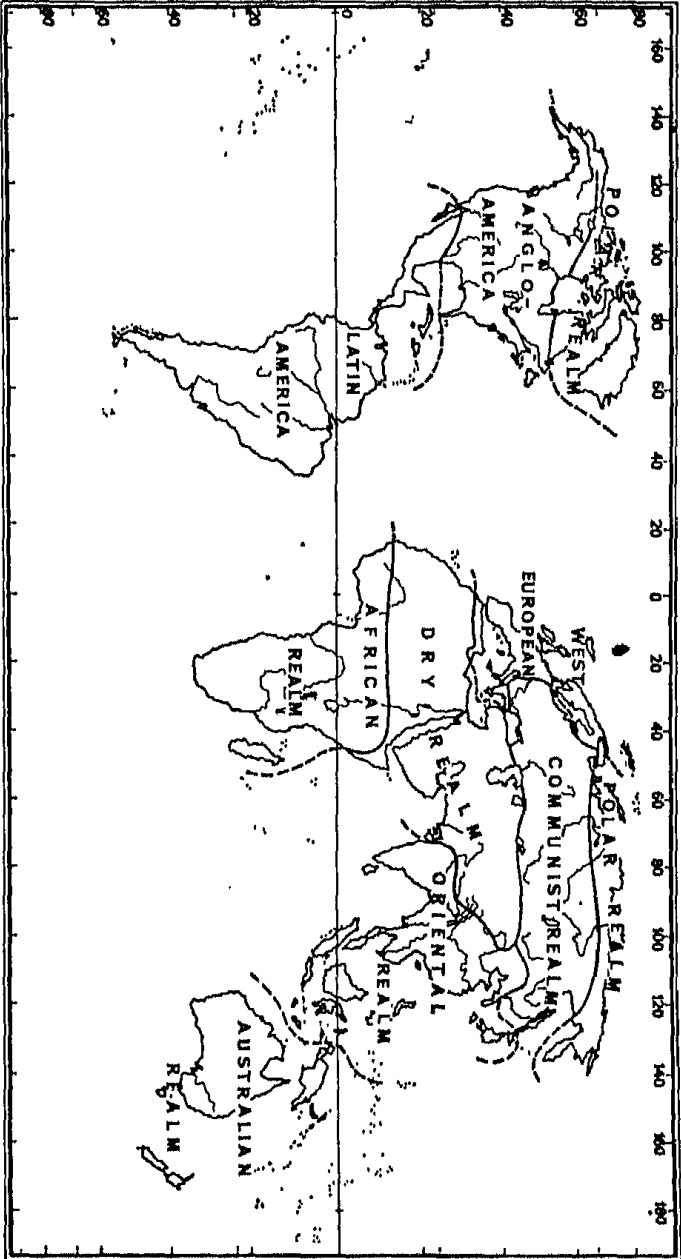 160 140 120 100 80 60 40 20 0 20 40 60 80 100 120 140 160 180
80
60
40
20
0
20
40
60
80
PO
REALM
POLAR REALM
ANGLO-
AMERICA
WEST
EUROPEAN
COMMUNIST REALM
DRY REALM
ORIENTAL
REALM
LATIN
AMERICA
AFRICAN
REALM
AUSTRALIAN
REALM